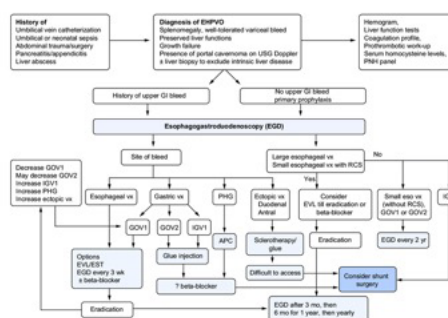 History of
Umbilical vein catheterization
Umbilical or neonatal sepsis
Abdominal trauma/surgery
Pancreatitis/appendicitis
Liver abscess
Diagnosis of EHPVO
Splenomegaly, well-tolerated variceal bleed
Preserved liver functions
Growth failure
Presence of portal cavernoma on USG Doppler
± liver biopsy to exclude intrinsic liver disease
Hemogram,
Liver function tests
Coagulation profile,
Prothrombotic work-up
Serum homocysteine levels
PNH panel
History of upper GI bleed
No upper GI bleed
primary prophylaxis
Esophagogastroduodenoscopy (EGD)
Site of bleed
Large esophageal vx
Small esophageal vx with RCS
No
Yes
Decrease GOV1
May decrease GOV2
Increase IGV1
Increase PHG
Increase ectopic vx
Esophageal vx
Gastric vx
PHG
Ectopic vx
Duodenal
Antral
Consider
EVL till eradication or
beta-blocker
Small eso vx
(without RCS),
GOV1 or GOV2
GOV1
GOV2
IGV1
APC
Sclerotherapy/
glue
Eradication
EGD every 2 yr
Options
EVL/EST
EGD every 3 wk
± beta-blocker
Glue injection
Difficult to access
Consider shunt
surgery
? beta-blocker
Eradication
EGD after 3 mo, then
6 mo for 1 year, then yearly